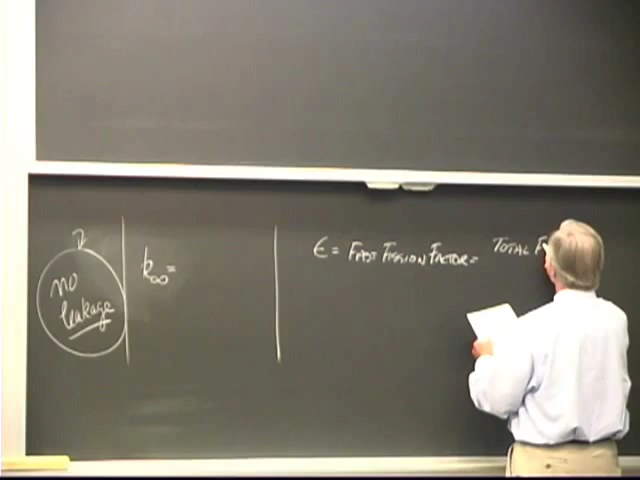 no
leakage
k∞=
ϵ = FAST FISSION FACTOR =
TOTAL F